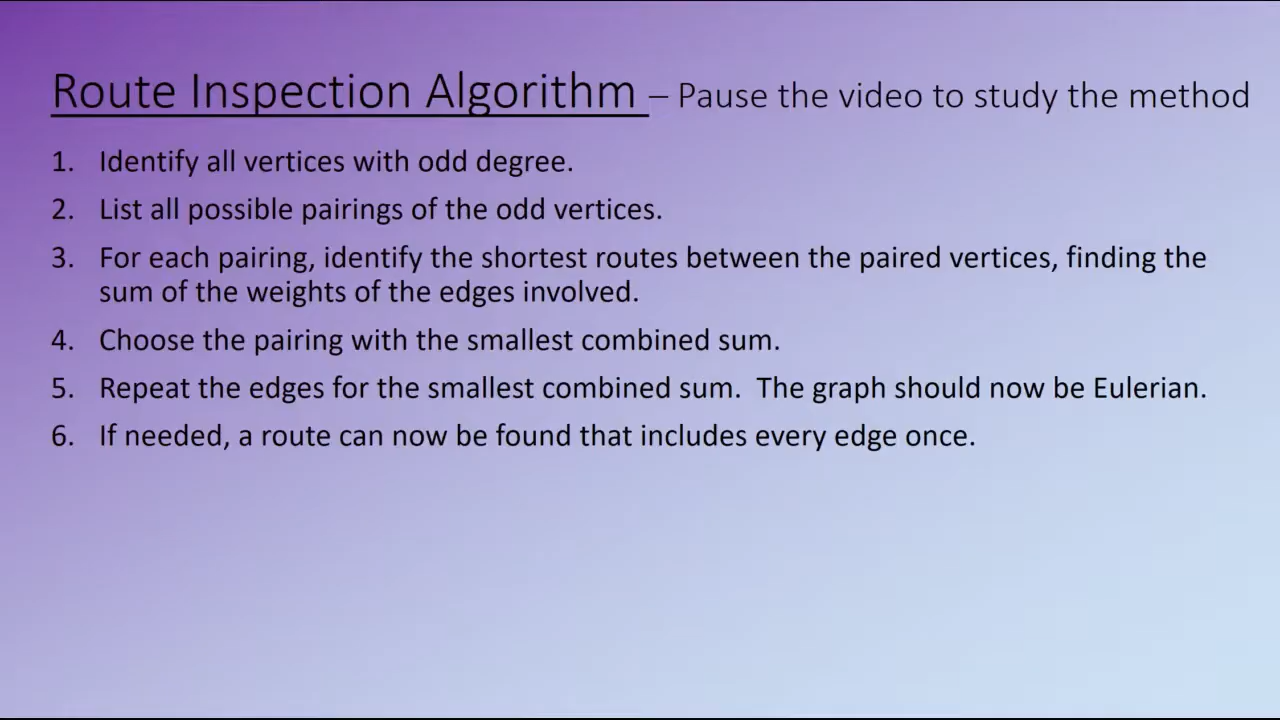 Route Inspection Algorithm – Pause the video to study the method
1. Identify all vertices with odd degree.
2. List all possible pairings of the odd vertices.
3. For each pairing, identify the shortest routes between the paired vertices, finding the
sum of the weights of the edges involved.
4. Choose the pairing with the smallest combined sum.
5. Repeat the edges for the smallest combined sum.  The graph should now be Eulerian.
6. If needed, a route can now be found that includes every edge once.